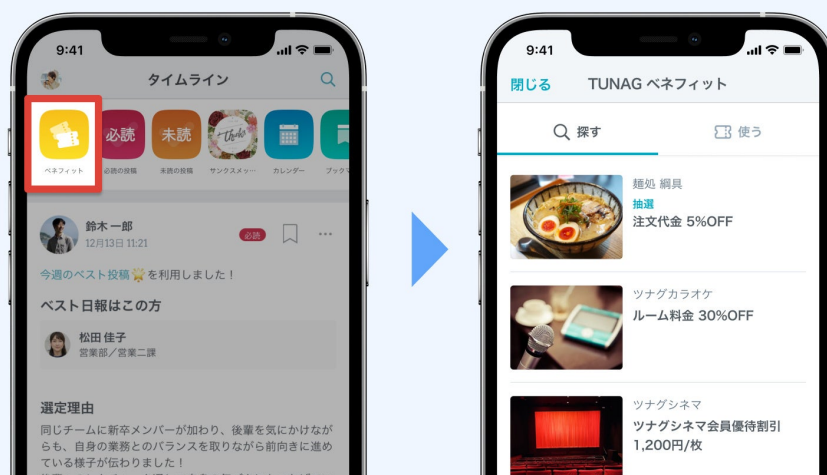 9:41
タイムライン
必読
未読
Thanks
ベネフィット
必読の投稿
未読の投稿
サンクスメッ…
カレンダー
鈴木 一郎
12月13日 11:21
必読
今週のベスト投稿🌟を利用しました！
ベスト日報はこの方
松田 佳子
営業部／営業二課
選定理由
同じチームに新卒メンバーが加わり、後輩を気にかけなが
らも、自身の業務とのバランスを取りながら前向きに進め
ている様子が伝わりました！
9:41
閉じる
TUNAG ベネフィット
探す
使う
麺処 綱具
抽選
注文代金 5%OFF
ツナグカラオケ
ルーム料金 30%OFF
ツナグシネマ
ツナグシネマ会員優待割引
1,200円/枚